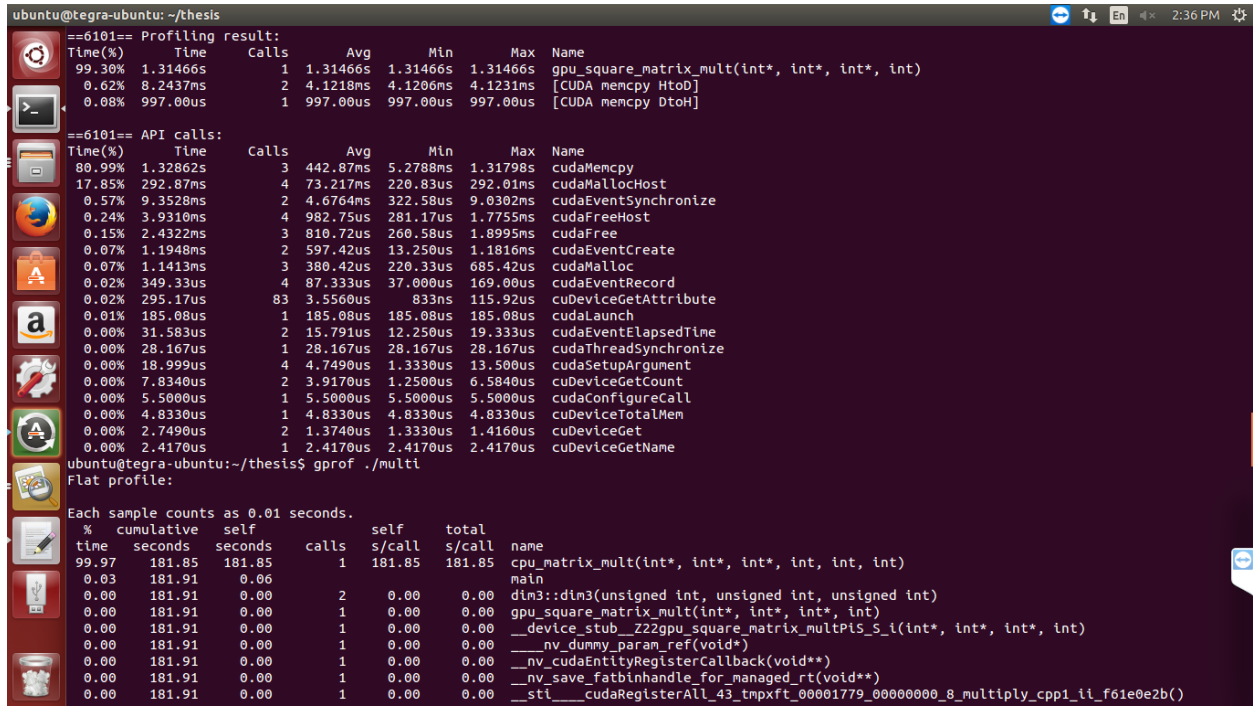 ubuntu@tegra-ubuntu: ~/thesis
En 2:36 PM
==6101== Profiling result:
Time(%) Time Calls Avg Min Max Name
99.30% 1.31466s 1 1.31466s 1.31466s 1.31466s gpu_square_matrix_mult(int*, int*, int*, int)
0.62% 8.2437ms 2 4.1218ms 4.1206ms 4.1231ms [CUDA memcpy HtoD]
0.08% 997.00us 1 997.00us 997.00us 997.00us [CUDA memcpy DtoH]
==6101== API calls:
Time(%) Time Calls Avg Min Max Name
80.99% 1.32862s 3 442.87ms 5.2788ms 1.31798s cudaMemcpy
17.85% 292.87ms 4 73.217ms 220.83us 292.01ms cudaMallocHost
0.57% 9.3528ms 2 4.6764ms 322.58us 9.0302ms cudaEventSynchronize
0.24% 3.9310ms 4 982.75us 281.17us 1.7755ms cudaFreeHost
0.15% 2.4322ms 3 810.72us 260.58us 1.8995ms cudaFree
0.07% 1.1948ms 2 597.42us 13.250us 1.1816ms cudaEventCreate
0.07% 1.1413ms 3 380.42us 220.33us 685.42us cudaMalloc
0.02% 349.33us 4 87.333us 37.000us 169.00us cudaEventRecord
0.02% 295.17us 83 3.5560us 833ns 115.92us cuDeviceGetAttribute
0.01% 185.08us 1 185.08us 185.08us 185.08us cudaLaunch
0.00% 31.583us 2 15.791us 12.250us 19.333us cudaEventElapsedTime
0.00% 28.167us 1 28.167us 28.167us 28.167us cudaThreadSynchronize
0.00% 18.999us 4 4.7490us 1.3330us 13.500us cudaSetupArgument
0.00% 7.8340us 2 3.9170us 1.2500us 6.5840us cuDeviceGetCount
0.00% 5.5000us 1 5.5000us 5.5000us 5.5000us cudaConfigureCall
0.00% 4.8330us 1 4.8330us 4.8330us 4.8330us cuDeviceTotalMem
0.00% 2.7490us 2 1.3740us 1.3330us 1.4160us cuDeviceGet
0.00% 2.4170us 1 2.4170us 2.4170us 2.4170us cuDeviceGetName
ubuntu@tegra-ubuntu:~/thesis$ gprof ./multi
Flat profile:
Each sample counts as 0.01 seconds.
% cumulative self self total
time seconds seconds calls s/call s/call name
99.97 181.85 181.85 1 181.85 181.85 cpu_matrix_mult(int*, int*, int*, int, int, int)
0.03 181.91 0.06 main
0.00 181.91 0.00 2 0.00 0.00 dim3::dim3(unsigned int, unsigned int, unsigned int)
0.00 181.91 0.00 1 0.00 0.00 gpu_square_matrix_mult(int*, int*, int*, int)
0.00 181.91 0.00 1 0.00 0.00 __device_stub__Z22gpu_square_matrix_multPiS_S_i(int*, int*, int*, int)
0.00 181.91 0.00 1 0.00 0.00 ____nv_dummy_param_ref(void*)
0.00 181.91 0.00 1 0.00 0.00 __nv_cudaEntityRegisterCallback(void**)
0.00 181.91 0.00 1 0.00 0.00 __nv_save_fatbinhandle_for_managed_rt(void**)
0.00 181.91 0.00 1 0.00 0.00 __sti____cudaRegisterAll_43_tmpxft_00001779_00000000_8_multiply_cpp1_ii_f61e0e2b()